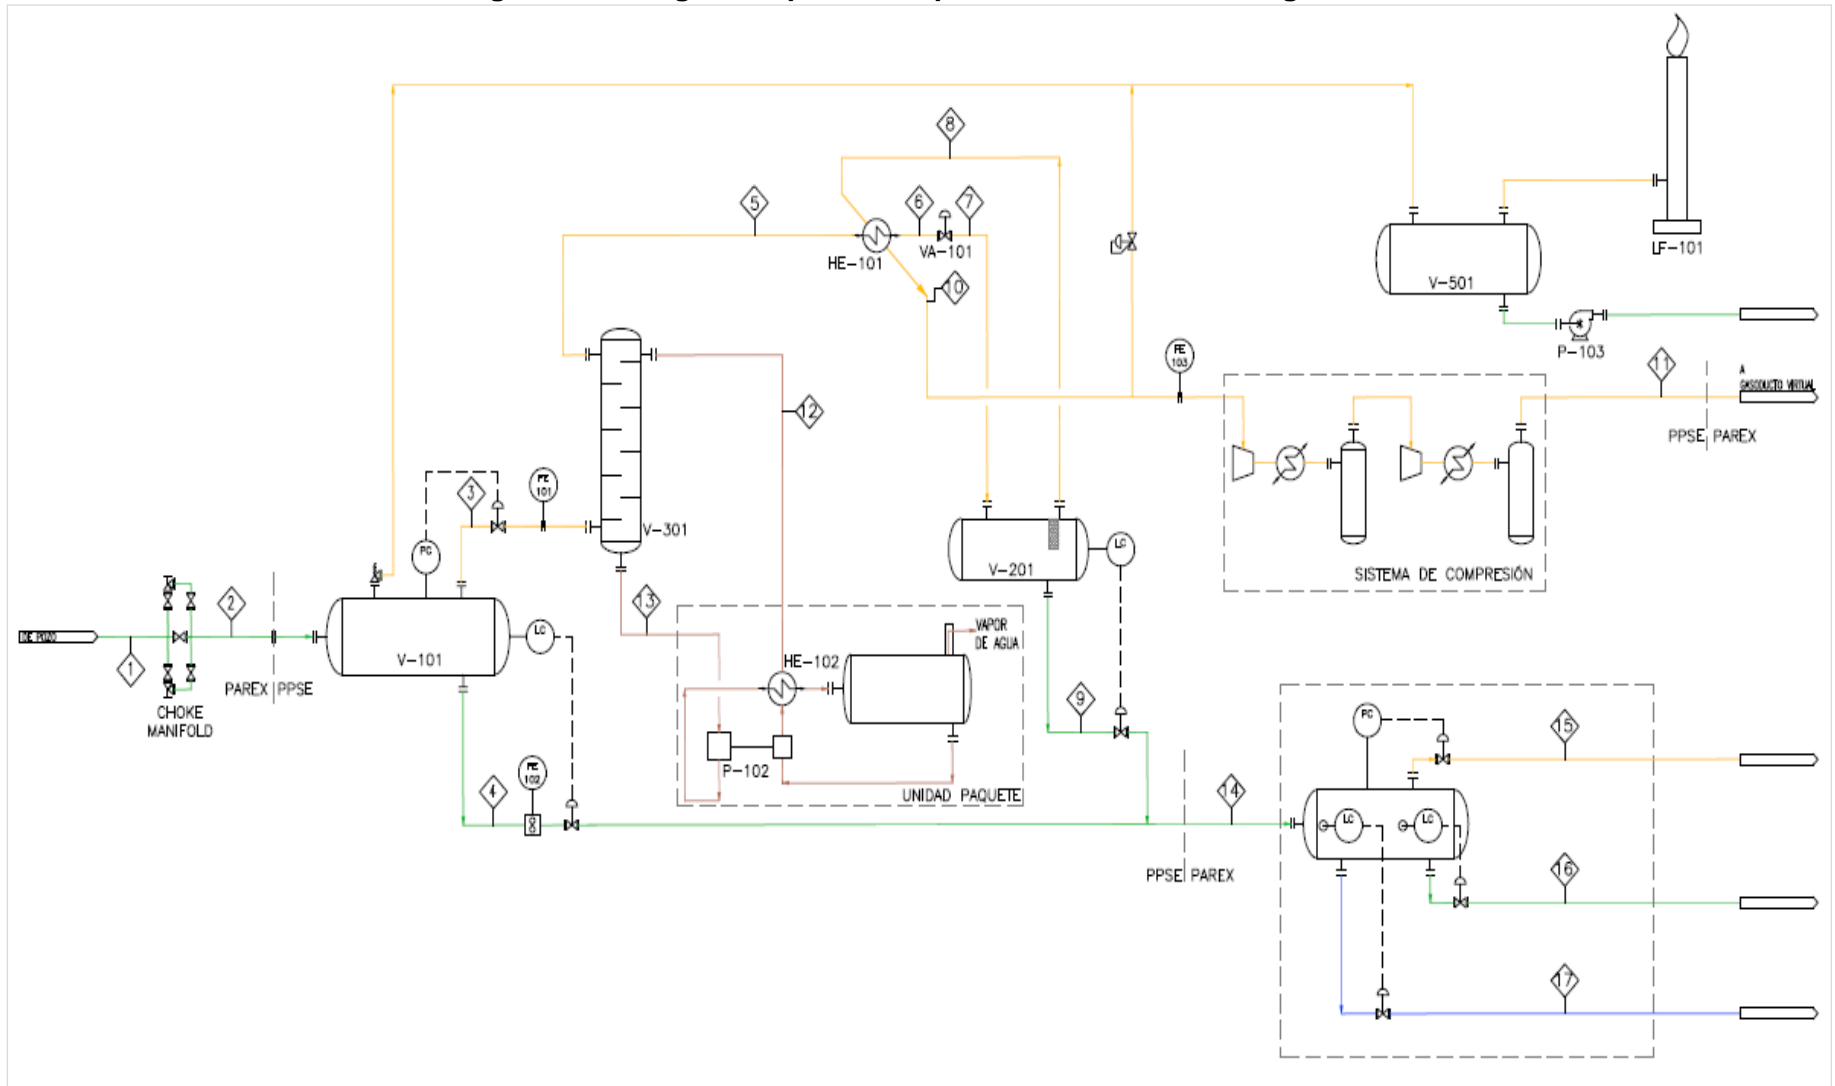 8
5
6
7
VA-101
HE-101
10
LF-101
V-501
P-103
FE
103
11
A
GASODUCTO VIRTUAL
PPSE PAREX
12
3
FE
101
V-301
PC
LC
V-201
SISTEMA DE COMPRESIÓN
DE POZO
1
2
PAREX PPSE
CHOKE
MANIFOLD
V-101
LC
13
VAPOR
DE AGUA
HE-102
P-102
UNIDAD PAQUETE
9
4
FE
102
14
PPSE PAREX
PC
LC
LC
15
16
17